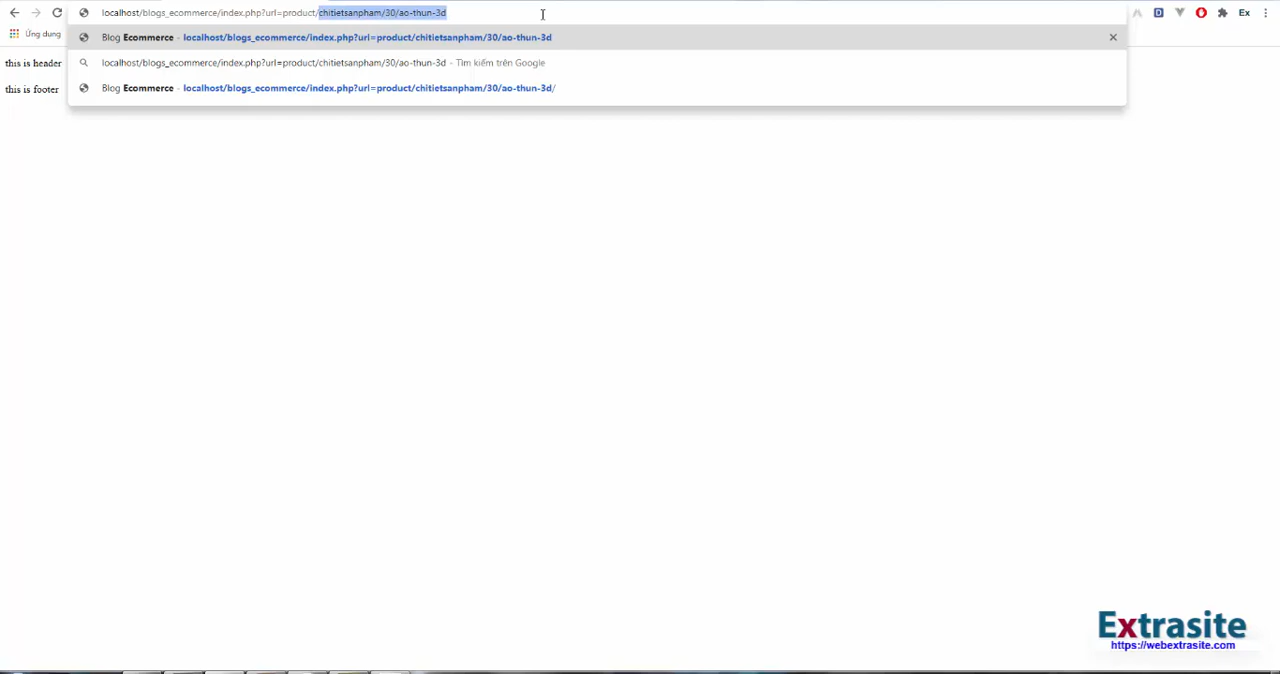 localhost/blogs_ecommerce/index.php?url=product/chitietsanpham/30/ao-thun-3d
Ex
Ứng dụng
Blog Ecommerce - localhost/blogs_ecommerce/index.php?url=product/chitietsanpham/30/ao-thun-3d
this is header
localhost/blogs_ecommerce/index.php?url=product/chitietsanpham/30/ao-thun-3d - Tìm kiếm trên Google
this is footer
Blog Ecommerce - localhost/blogs_ecommerce/index.php?url=product/chitietsanpham/30/ao-thun-3d/
Extrasite
https://webextrasite.com